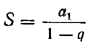 S = a₁ / (1 − q)